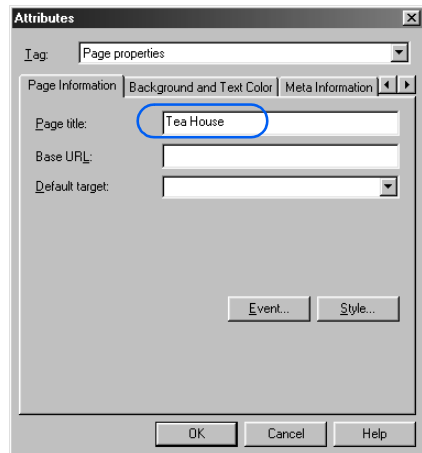 Attributes
Tag: Page properties
Page Information Background and Text Color Meta Information
Page title: Tea House
Base URL:
Default target:
Event... Style...
OK Cancel Help